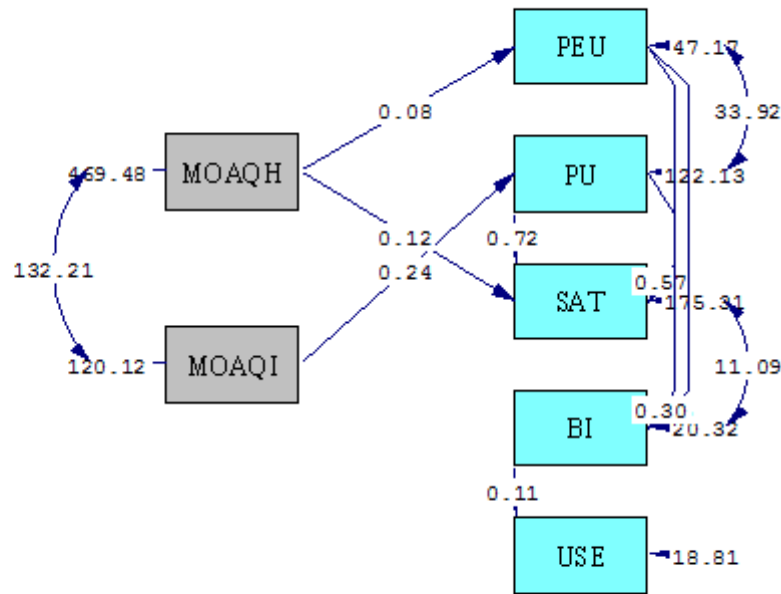 PEU
47.17
0.08
33.92
469.48
MOAQH
PU
122.13
0.12
0.72
132.21
0.24
SAT
0.57
175.31
120.12
MOAQI
11.09
BI
0.30
20.32
0.11
USE
18.81